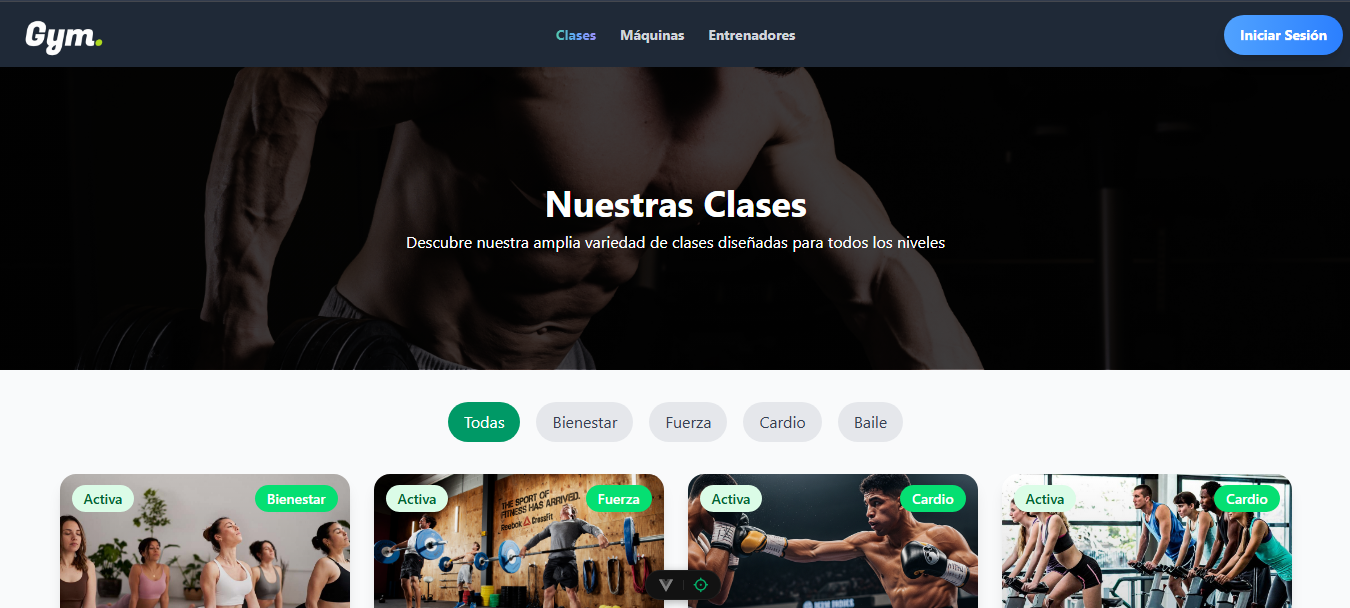 Gym.
Clases Máquinas Entrenadores
Iniciar Sesión
Nuestras Clases
Descubre nuestra amplia variedad de clases diseñadas para todos los niveles
Todas Bienestar Fuerza Cardio Baile
Activa Bienestar
Activa Fuerza
THE SPORT OF
FITNESS HAS ARRIVED.
Reebok CrossFit
Activa Cardio
Activa Cardio